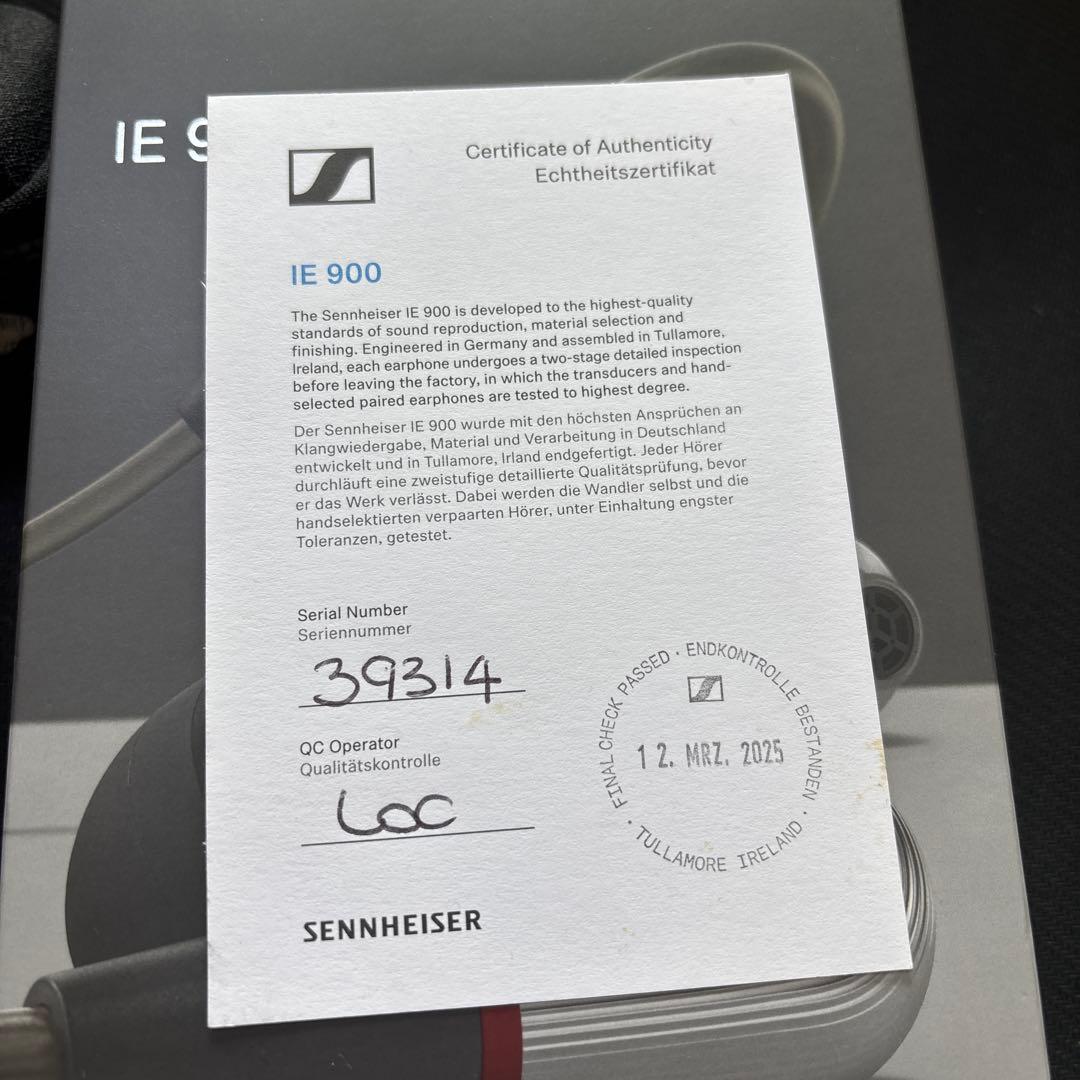 IE 9
Certificate of Authenticity
Echtheitszertifikat
IE 900
The Sennheiser IE 900 is developed to the highest-quality
standards of sound reproduction, material selection and
finishing. Engineered in Germany and assembled in Tullamore,
Ireland, each earphone undergoes a two-stage detailed inspection
before leaving the factory, in which the transducers and hand-
selected paired earphones are tested to highest degree.
Der Sennheiser IE 900 wurde mit den höchsten Ansprüchen an
Klangwiedergabe, Material und Verarbeitung in Deutschland
entwickelt und in Tullamore, Irland endgefertigt. Jeder Hörer
durchläuft eine zweistufige detaillierte Qualitätsprüfung, bevor
er das Werk verlässt. Dabei werden die Wandler selbst und die
handselektierten verpaarten Hörer, unter Einhaltung engster
Toleranzen, getestet.
Serial Number
Seriennummer
39314
QC Operator
Qualitätskontrolle
LOC
FINAL CHECK PASSED · ENDKONTROLLE BESTANDEN ·
12. MRZ. 2025
· TULLAMORE IRELAND ·
SENNHEISER